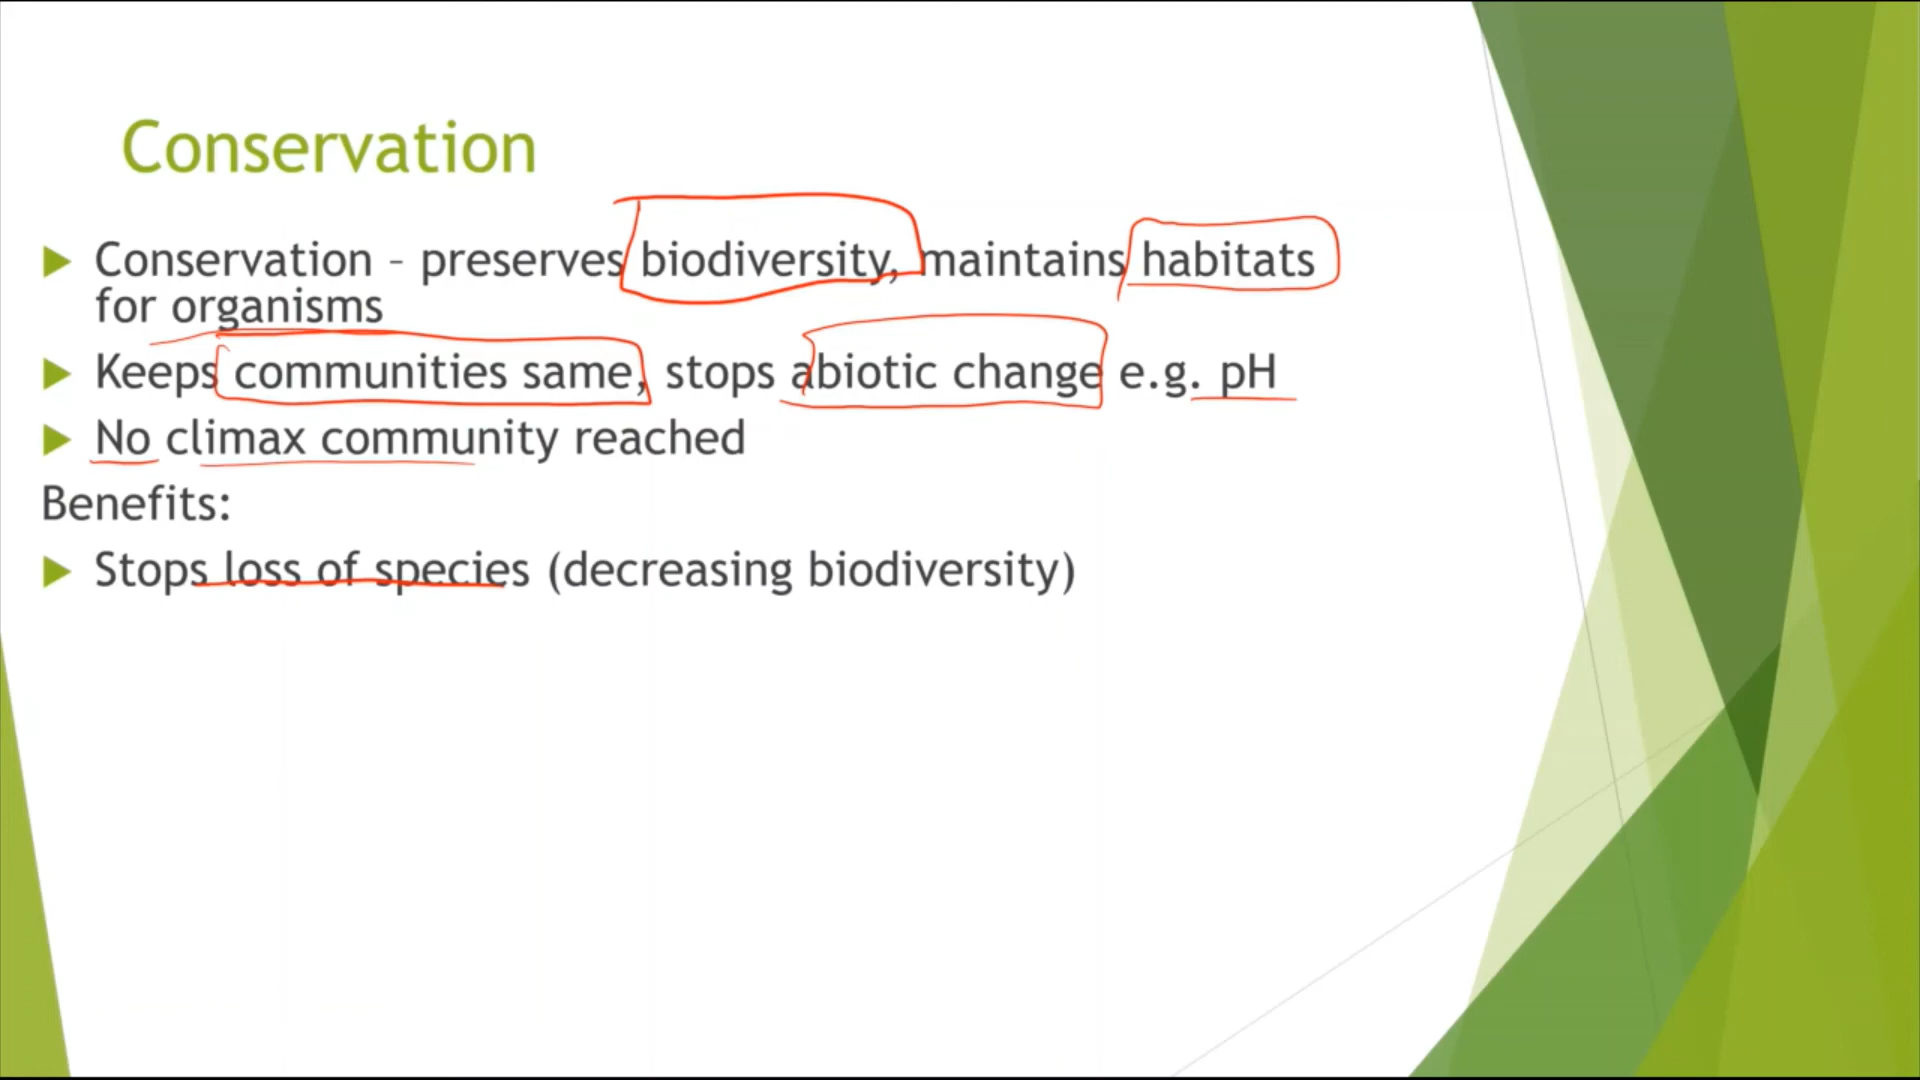 Conservation
Conservation – preserves biodiversity, maintains habitats
for organisms
Keeps communities same, stops abiotic change e.g. pH
No climax community reached
Benefits:
Stops loss of species (decreasing biodiversity)